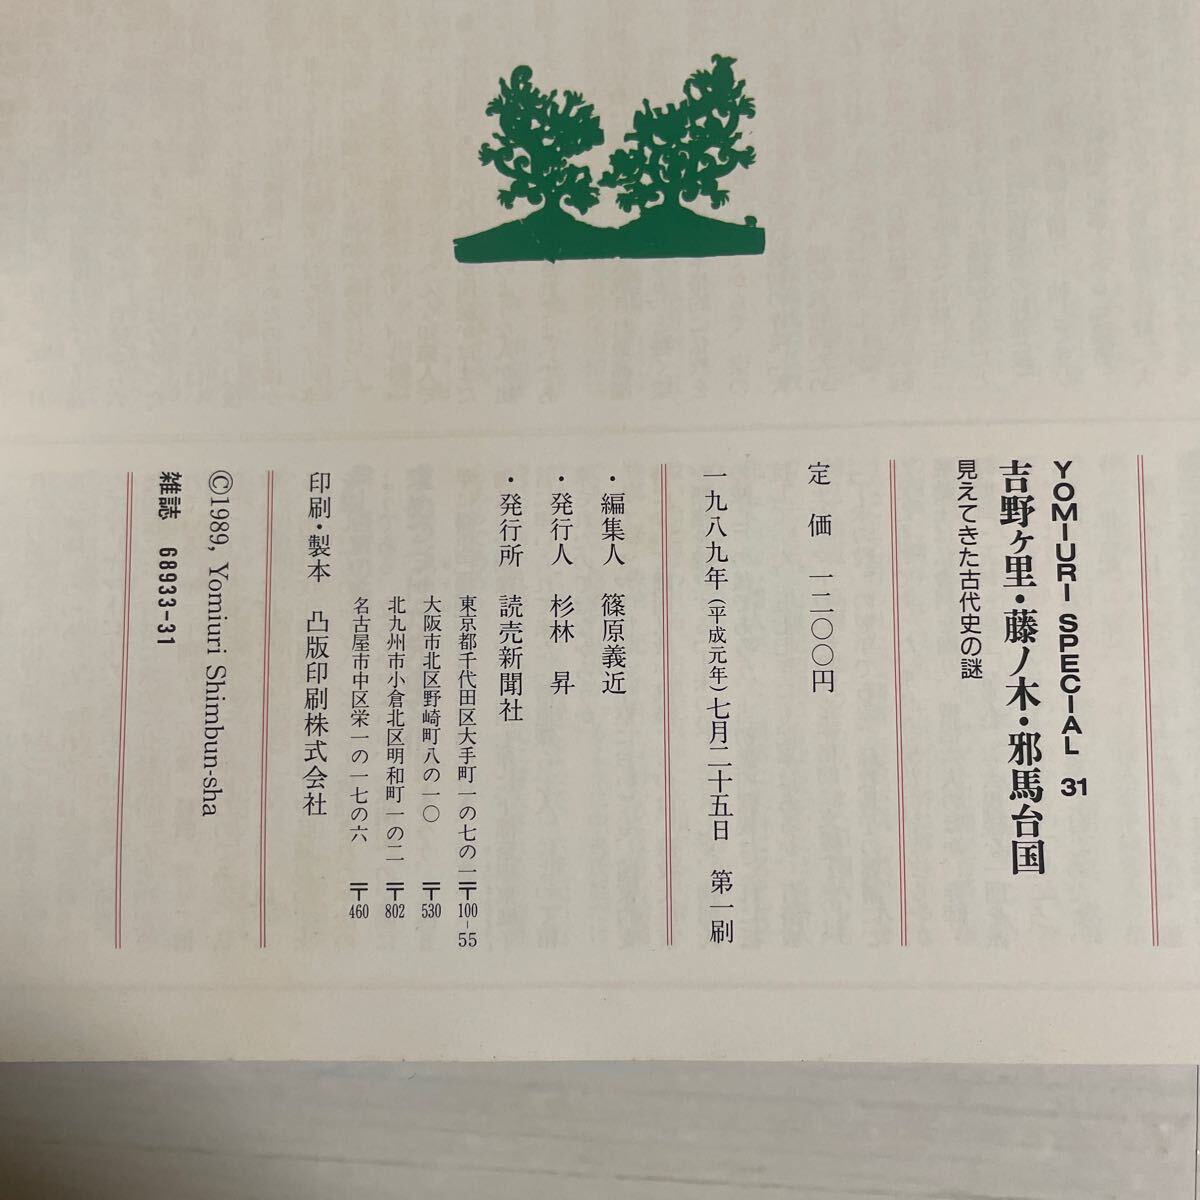 YOMIURI SPECIAL 31
吉野ヶ里・藤ノ木・邪馬台国
見えてきた古代史の謎
定価 一二〇〇円
一九八九年(平成元年)七月二十五日 第一刷
・編集人 篠原義近
・発行人 杉林 昇
・発行所 読売新聞社
東京都千代田区大手町一の七の一〒100-55
大阪市北区野崎町八の一〇 〒530
北九州市小倉北区明和町一の二 〒802
名古屋市中区栄一の一七の六 〒460
印刷・製本 凸版印刷株式会社
©1989, Yomiuri Shimbun-sha
雑誌 68933-31